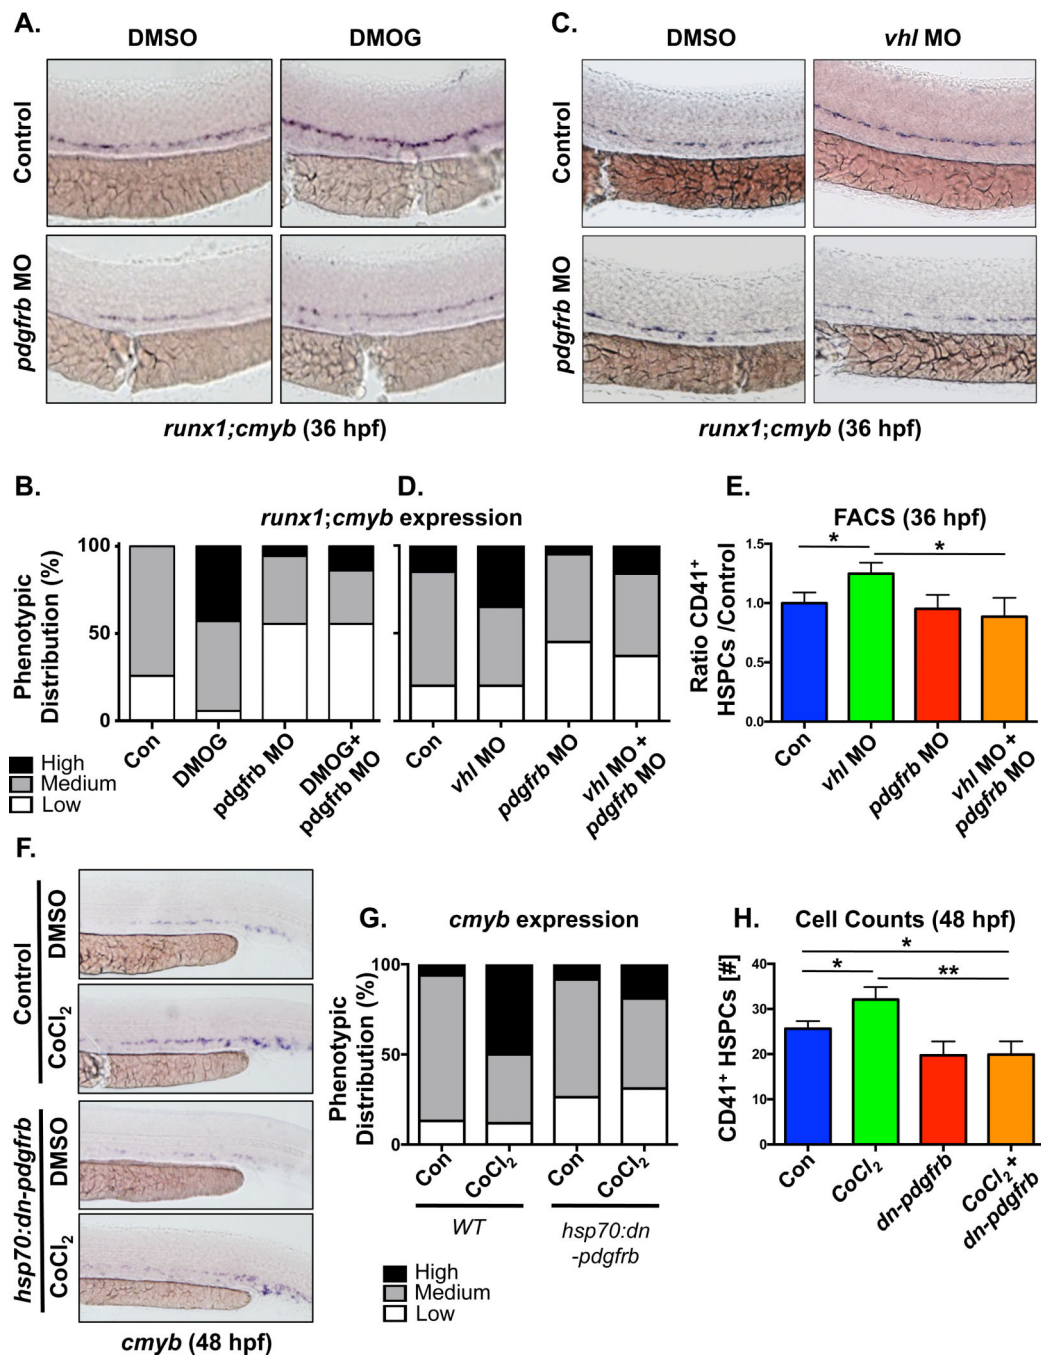 A.
DMSO
DMOG
Control
pdgfrb MO
runx1;cmyb (36 hpf)
C.
DMSO
vhl MO
Control
pdgfrb MO
runx1;cmyb (36 hpf)
B.
D.
runx1;cmyb expression
Phenotypic
Distribution (%)
100
50
0
Con
DMOG
pdgfrb MO
DMOG+
pdgfrb MO
Con
vhl MO
pdgfrb MO
vhl MO +
pdgfrb MO
High
Medium
Low
E.
FACS (36 hpf)
Ratio CD41+
HSPCs /Control
1.5
1.0
0.5
0.0
*
*
Con
vhl MO
pdgfrb MO
vhl MO +
pdgfrb MO
F.
Control
DMSO
CoCl2
hsp70:dn-pdgfrb
DMSO
CoCl2
cmyb (48 hpf)
G.
cmyb expression
Phenotypic
Distribution (%)
100
50
0
Con
CoCl2
Con
CoCl2
WT
hsp70:dn
-pdgfrb
High
Medium
Low
H.
Cell Counts (48 hpf)
CD41+ HSPCs [#]
40
30
20
10
0
*
*
**
Con
CoCl2
dn-pdgfrb
CoCl2+
dn-pdgfrb